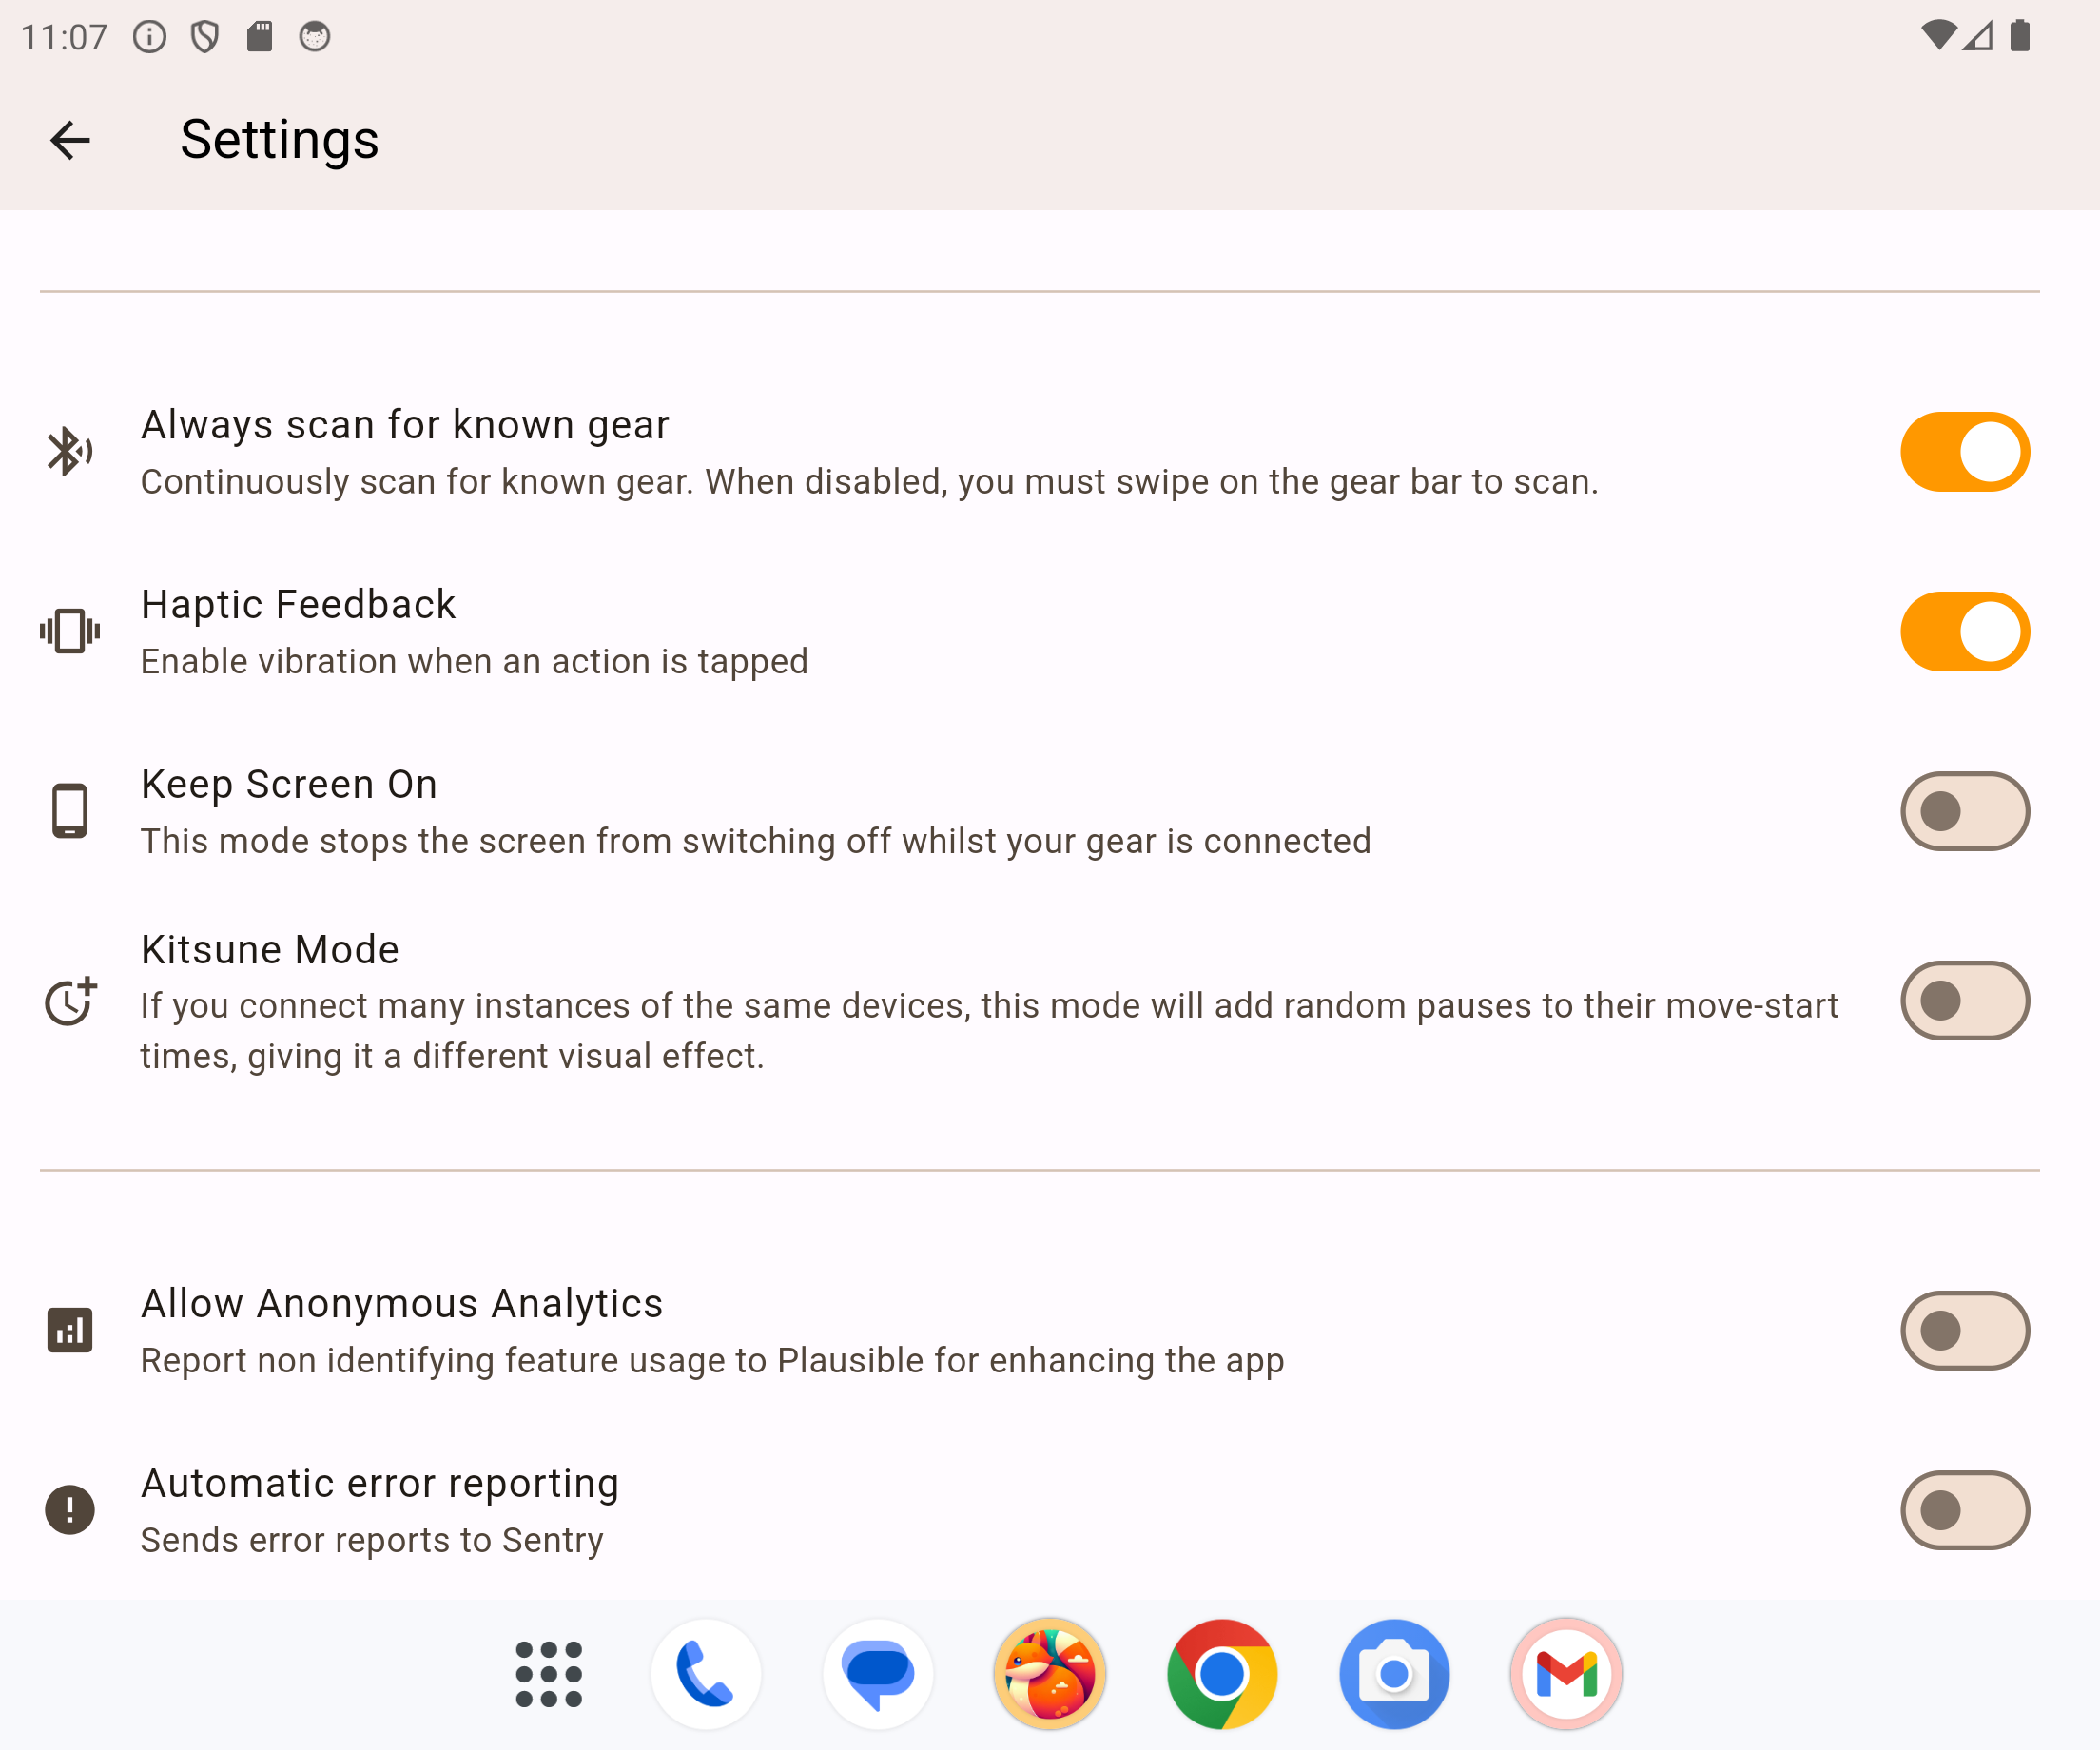 11:07
Settings
Always scan for known gear
Continuously scan for known gear. When disabled, you must swipe on the gear bar to scan.
Haptic Feedback
Enable vibration when an action is tapped
Keep Screen On
This mode stops the screen from switching off whilst your gear is connected
Kitsune Mode
If you connect many instances of the same devices, this mode will add random pauses to their move-start
times, giving it a different visual effect.
Allow Anonymous Analytics
Report non identifying feature usage to Plausible for enhancing the app
Automatic error reporting
Sends error reports to Sentry